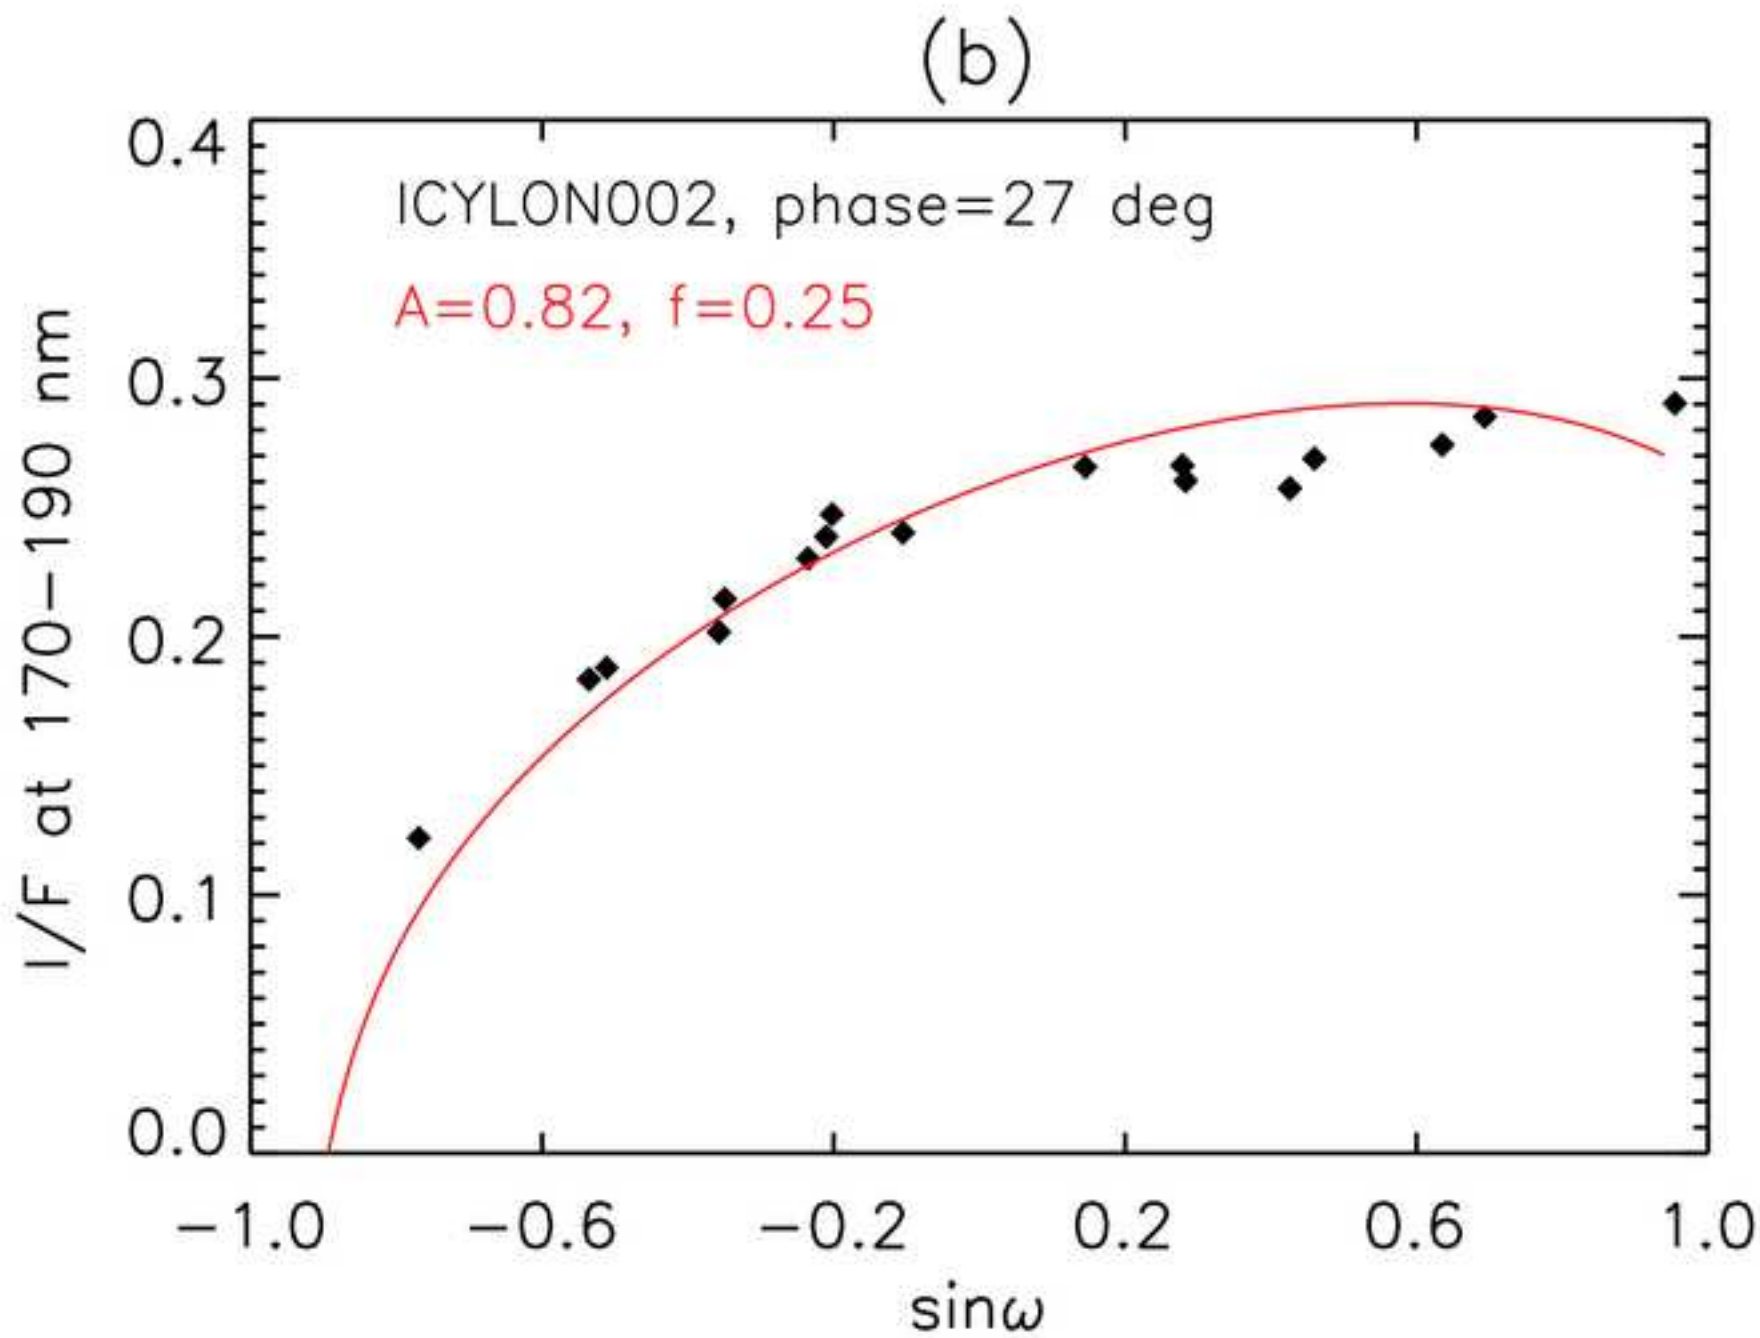 (b)
0.4
ICYLON002, phase=27 deg
A=0.82, f=0.25
0.3
0.2
0.1
0.0
I/F at 170-190 nm
-1.0 -0.6 -0.2 0.2 0.6 1.0
sinω